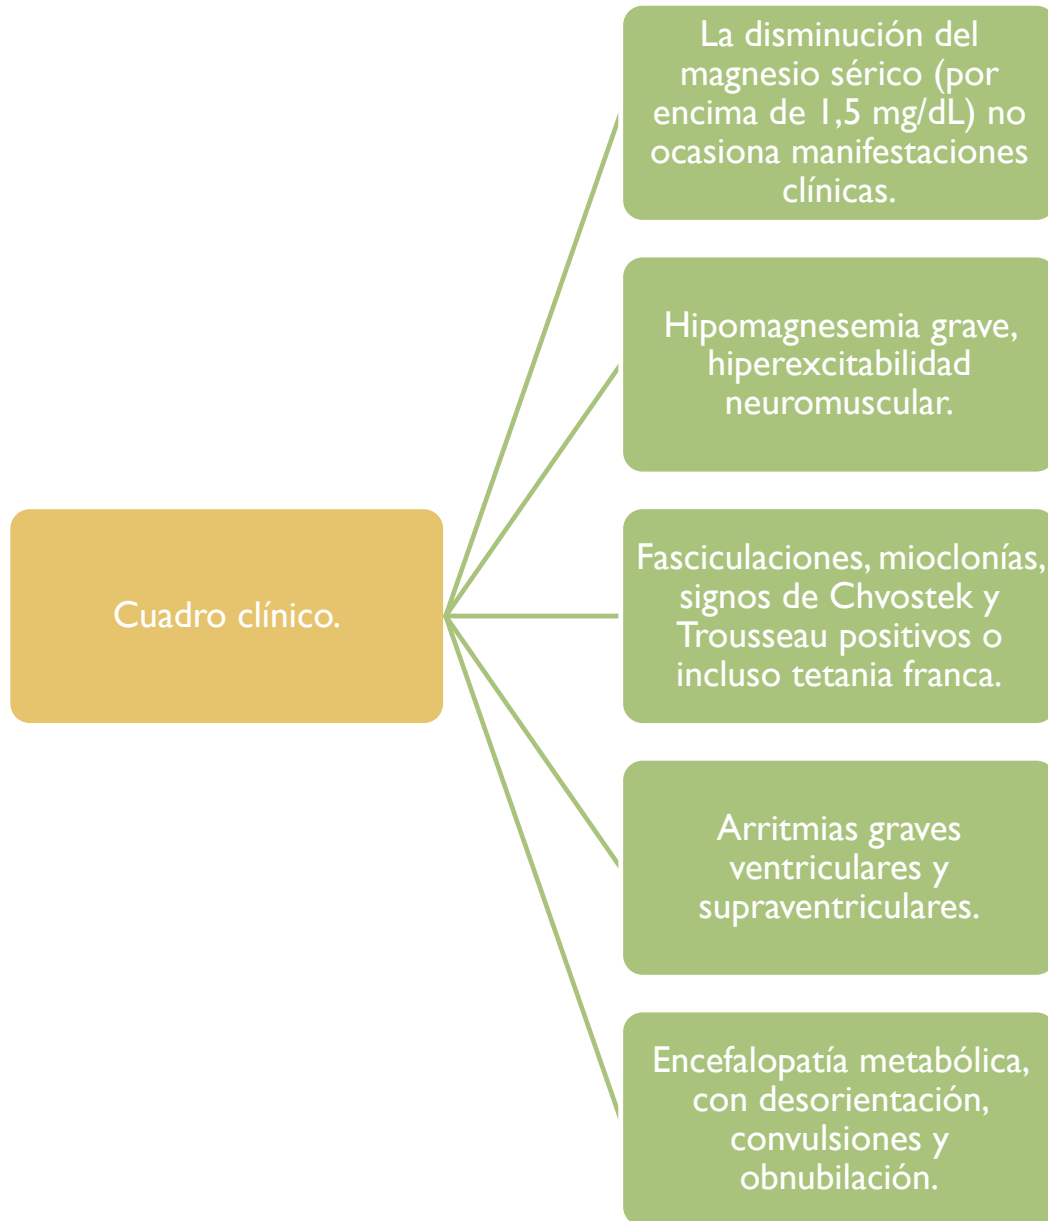 La disminución del
magnesio sérico (por
encima de 1,5 mg/dL) no
ocasiona manifestaciones
clínicas.
Hipomagnesemia grave,
hiperexcitabilidad
neuromuscular.
Cuadro clínico.
Fasciculaciones, mioclonías,
signos de Chvostek y
Trousseau positivos o
incluso tetania franca.
Arritmias graves
ventriculares y
supraventriculares.
Encefalopatía metabólica,
con desorientación,
convulsiones y
obnubilación.